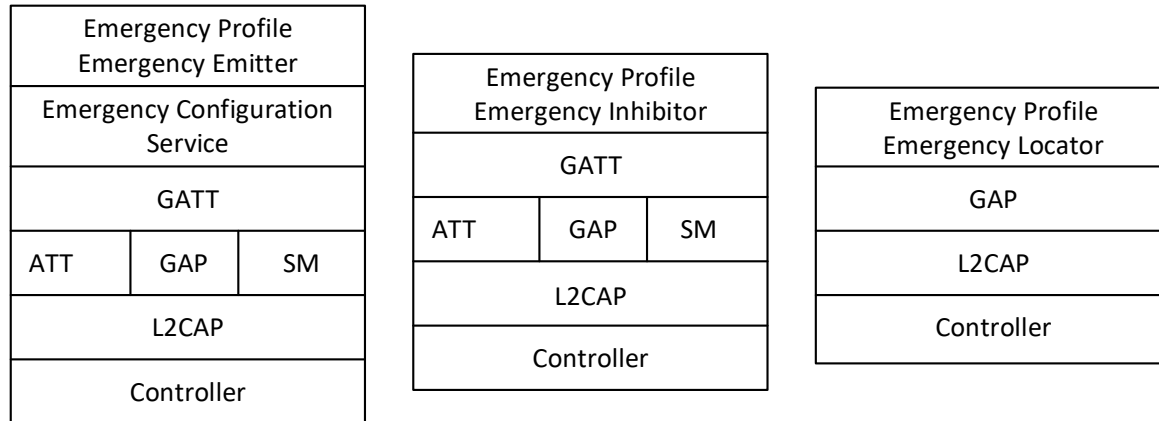 Emergency Profile
Emergency Emitter
Emergency Configuration
Service
GATT
ATT GAP SM
L2CAP
Controller
Emergency Profile
Emergency Inhibitor
GATT
ATT GAP SM
L2CAP
Controller
Emergency Profile
Emergency Locator
GAP
L2CAP
Controller